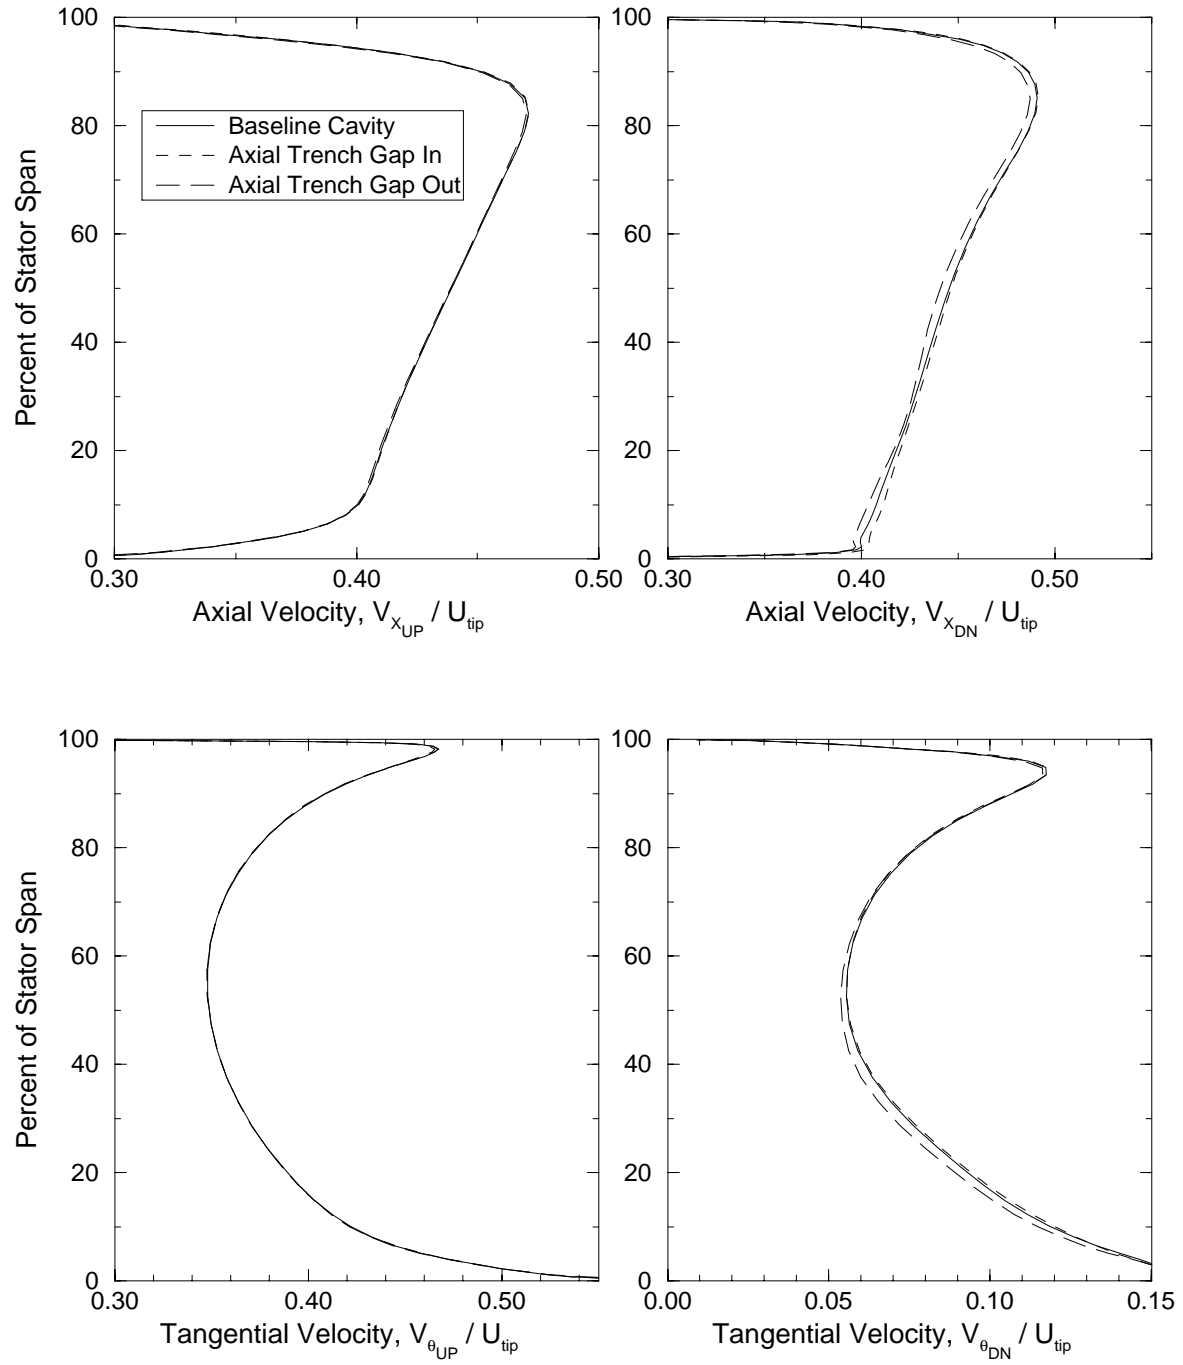 100
80
60
40
20
0
Percent of Stator Span
Baseline Cavity
Axial Trench Gap In
Axial Trench Gap Out
0.30 0.40 0.50
Axial Velocity, V_X_UP / U_tip
100
80
60
40
20
0
0.30 0.40 0.50
Axial Velocity, V_X_DN / U_tip
100
80
60
40
20
0
Percent of Stator Span
0.30 0.40 0.50
Tangential Velocity, V_θ_UP / U_tip
100
80
60
40
20
0
0.00 0.05 0.10 0.15
Tangential Velocity, V_θ_DN / U_tip